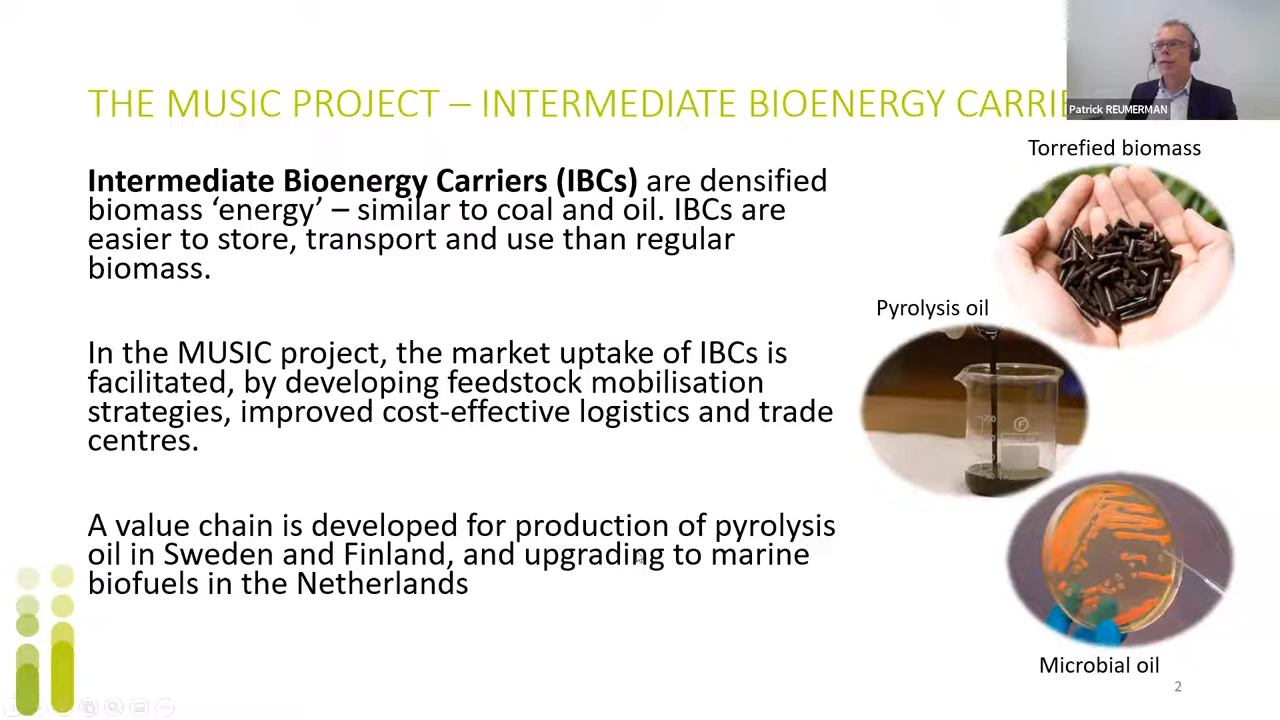 THE MUSIC PROJECT – INTERMEDIATE BIOENERGY CARRIE
Patrick REUMERMAN
Torrefied biomass
Intermediate Bioenergy Carriers (IBCs) are densified
biomass ‘energy’ – similar to coal and oil. IBCs are
easier to store, transport and use than regular
biomass.
Pyrolysis oil
In the MUSIC project, the market uptake of IBCs is
facilitated, by developing feedstock mobilisation
strategies, improved cost-effective logistics and trade
centres.
A value chain is developed for production of pyrolysis
oil in Sweden and Finland, and upgrading to marine
biofuels in the Netherlands
Microbial oil
2